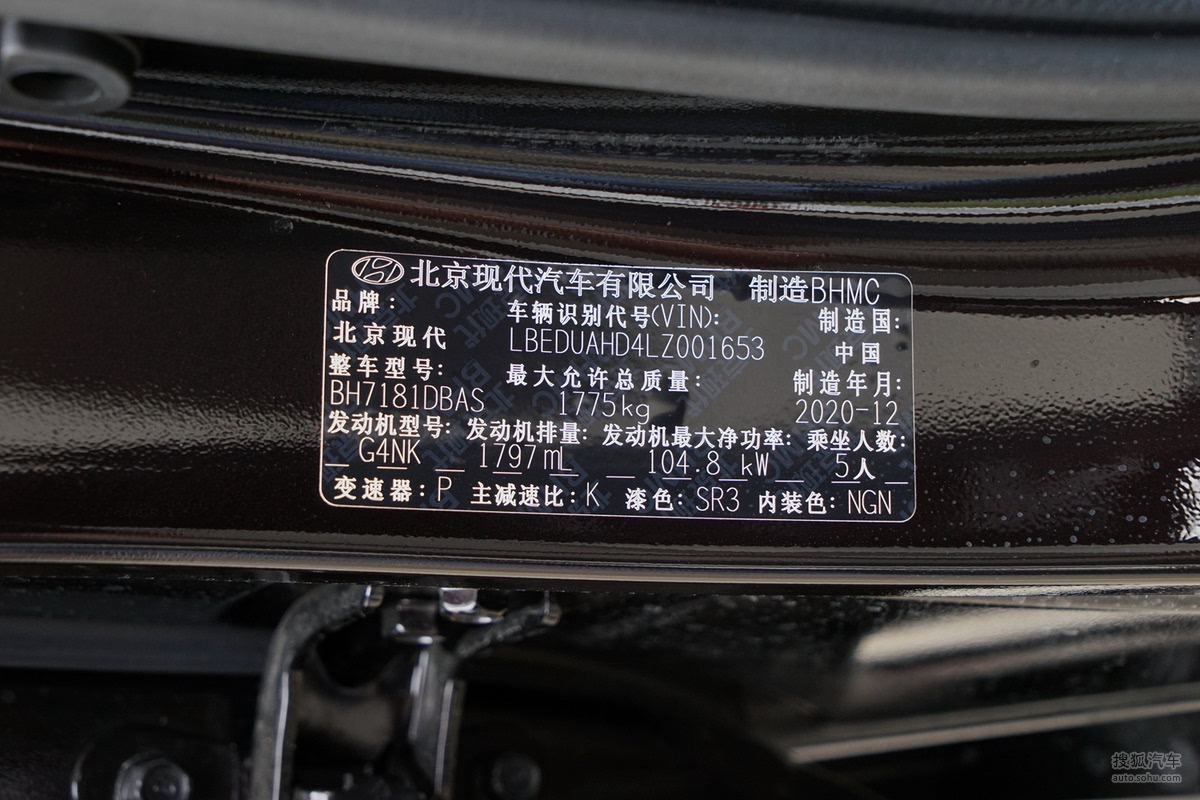 北京现代汽车有限公司 制造BHMC
品牌: 车辆识别代号(VIN): 制造国:
北京现代 LBEDUAHD4LZ001653 中国
整车型号: 最大允许总质量: 制造年月:
BH7181DBAS 1775kg 2020-12
发动机型号: 发动机排量: 发动机最大净功率: 乘坐人数:
G4NK 1797mL 104.8 kW 5人
变速器: P 主减速比: K 漆色: SR3 内装色: NGN
搜狐汽车
auto.sohu.com